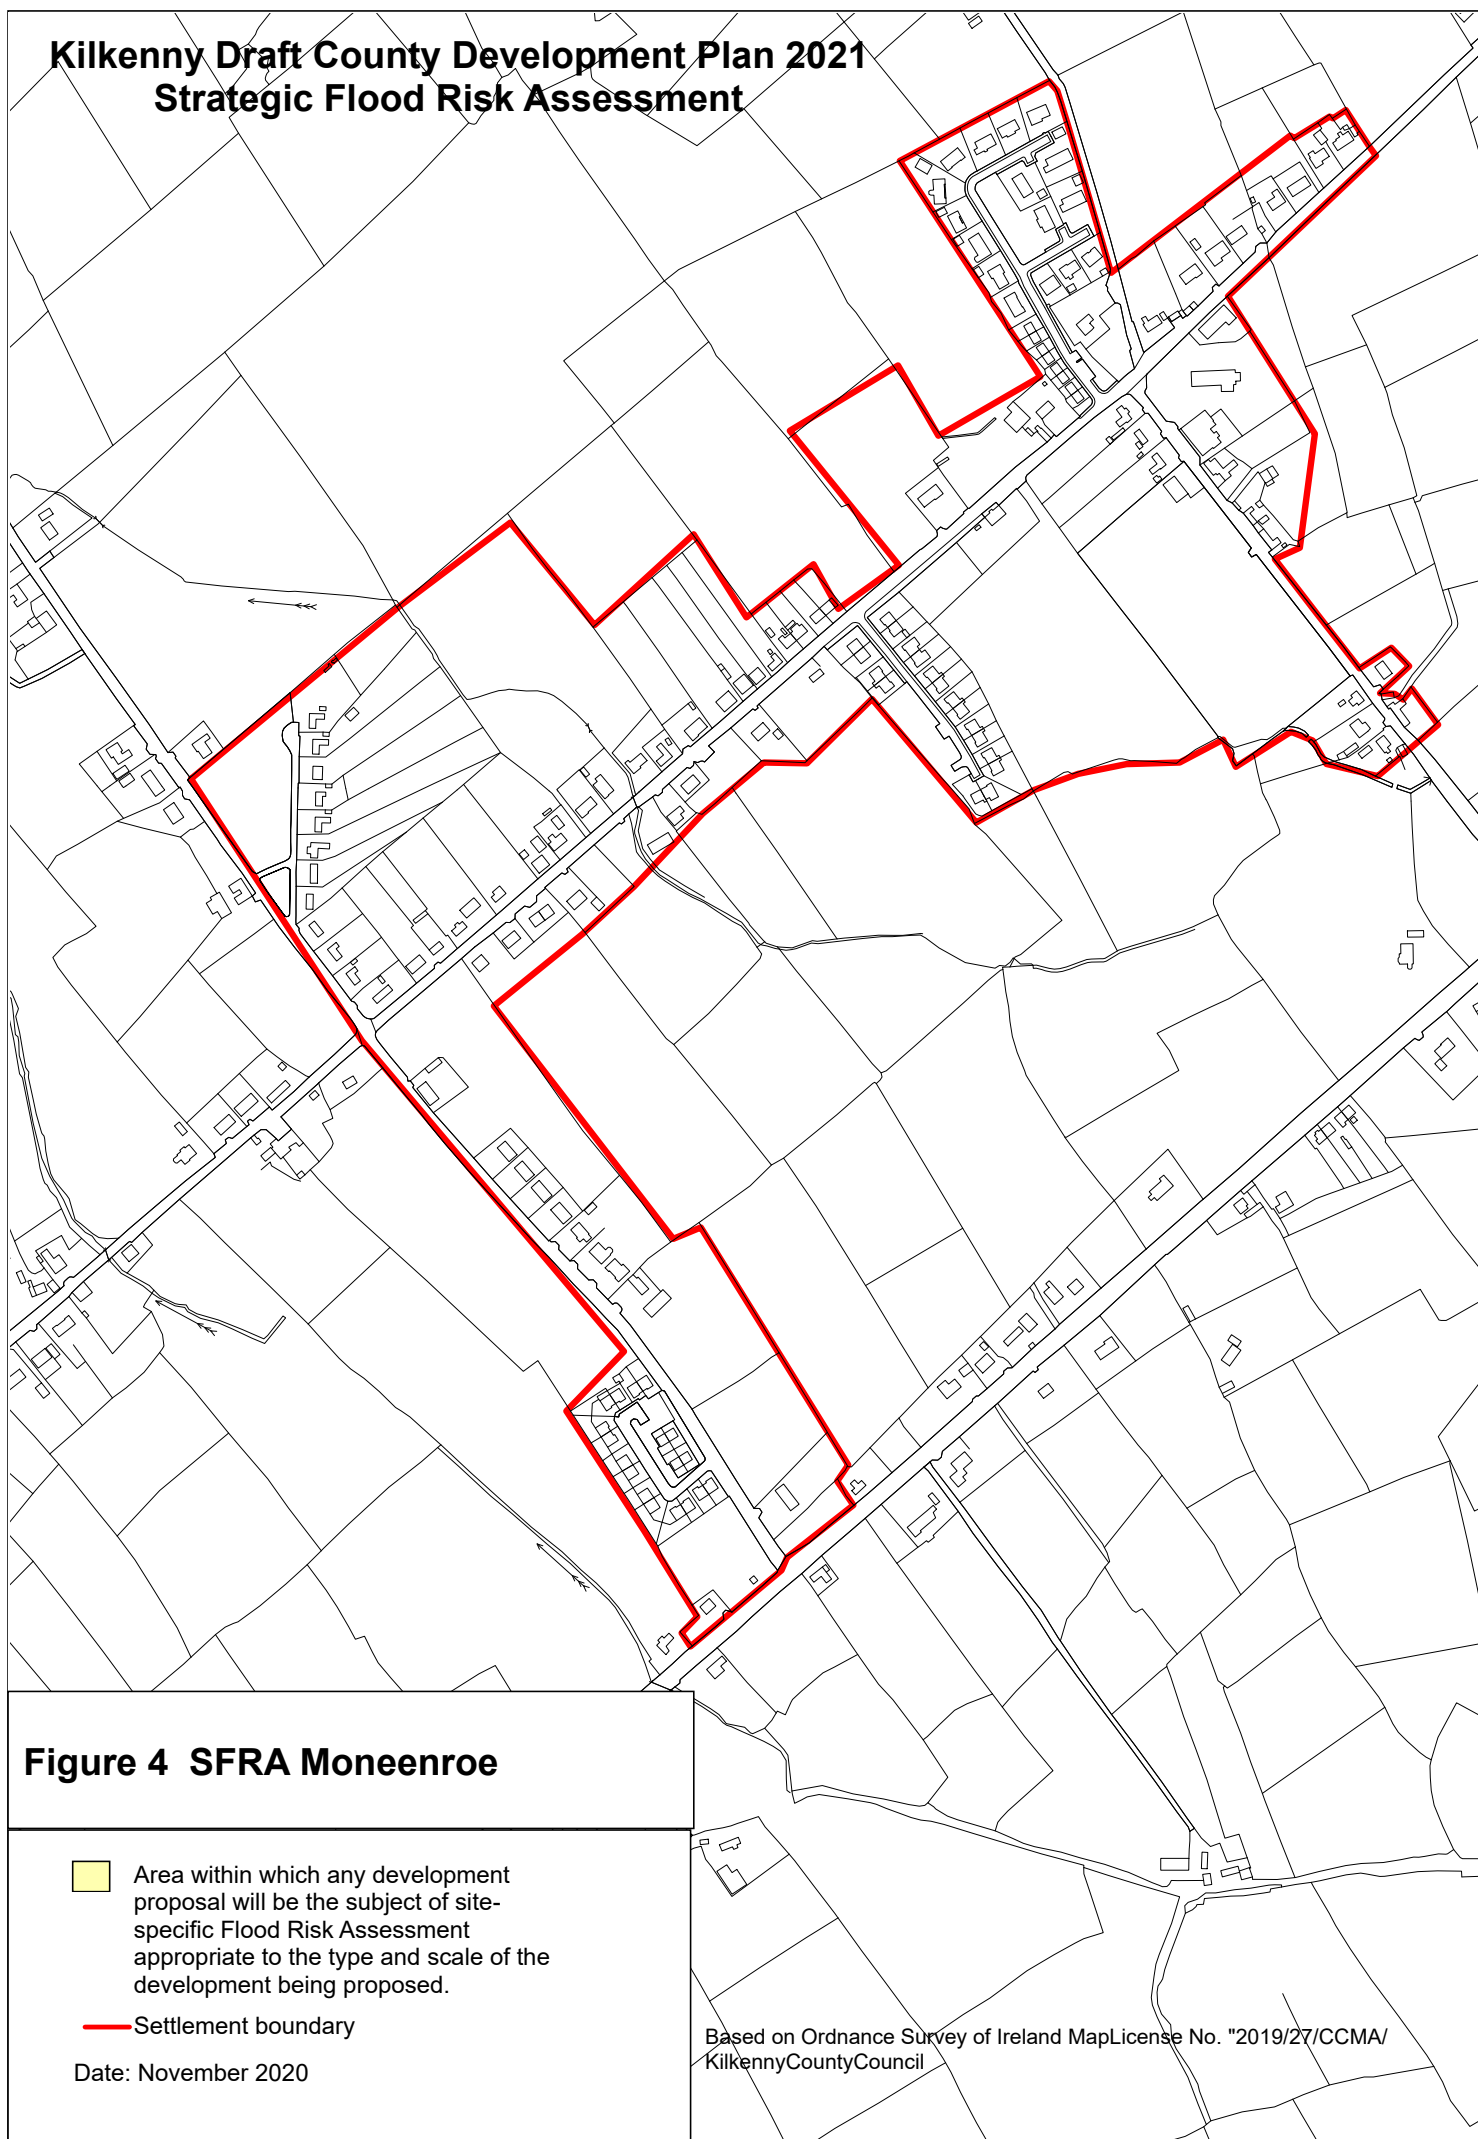 Kilkenny Draft County Development Plan 2021
Strategic Flood Risk Assessment
Figure 4 SFRA Moneenroe
Area within which any development
proposal will be the subject of site-
specific Flood Risk Assessment
appropriate to the type and scale of the
development being proposed.
Settlement boundary
Date: November 2020
Based on Ordnance Survey of Ireland MapLicense No. "2019/27/CCMA/
KilkennyCountyCouncil